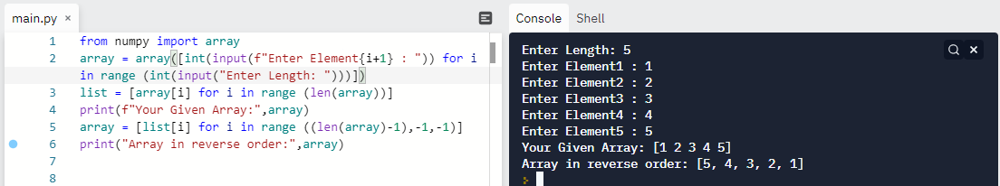 main.py ×
1 from numpy import array
2 array = array([int(input(f"Enter Element{i+1} : ")) for i
in range (int(input("Enter Length: ")))])
3 list = [array[i] for i in range (len(array))]
4 print(f"Your Given Array:",array)
5 array = [list[i] for i in range ((len(array)-1),-1,-1)]
6 print("Array in reverse order:",array)
7
8
Console Shell
Enter Length: 5
Enter Element1 : 1
Enter Element2 : 2
Enter Element3 : 3
Enter Element4 : 4
Enter Element5 : 5
Your Given Array: [1 2 3 4 5]
Array in reverse order: [5, 4, 3, 2, 1]